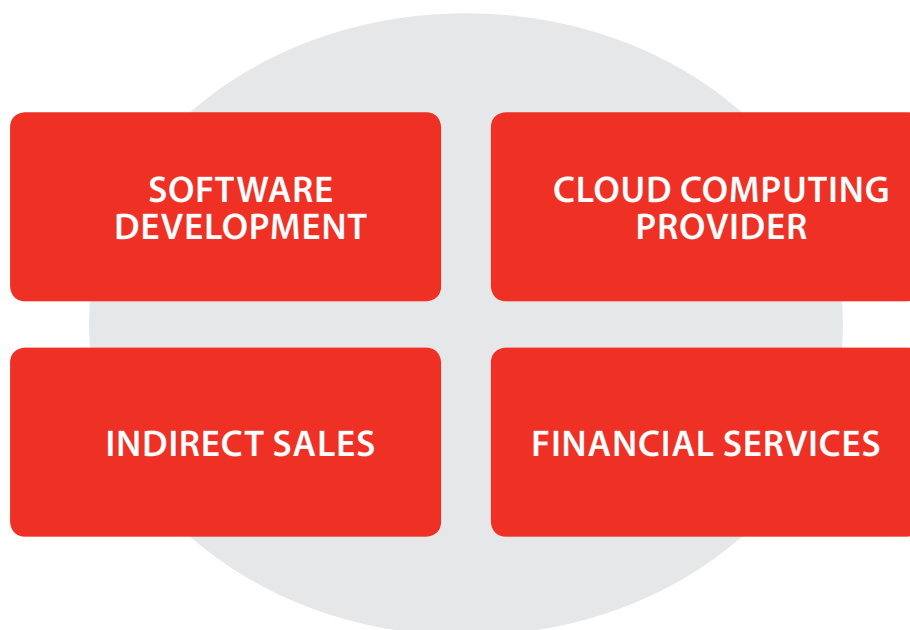 SOFTWARE
DEVELOPMENT
CLOUD COMPUTING
PROVIDER
INDIRECT SALES
FINANCIAL SERVICES